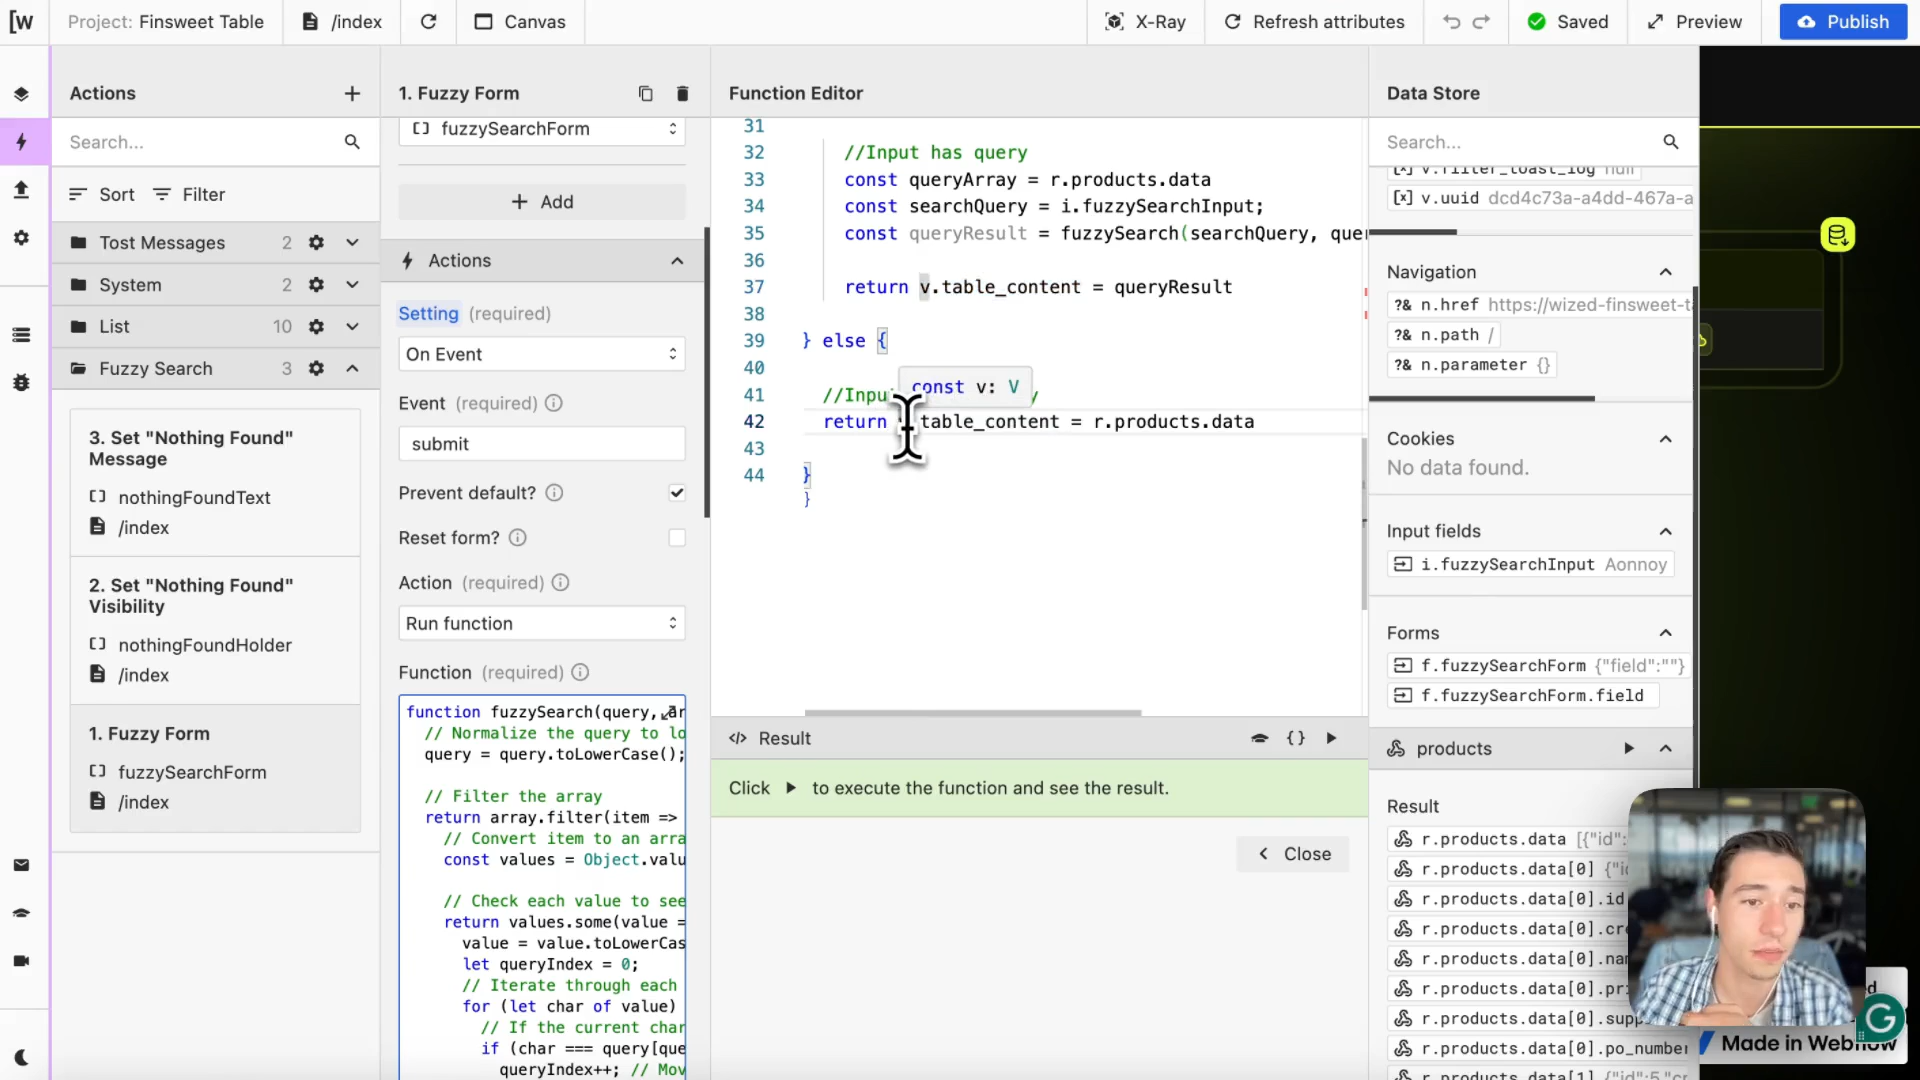 Project: Finsweet Table
/index
Canvas
X-Ray
Refresh attributes
Saved
Preview
Publish
Actions
Search...
Sort
Filter
Tost Messages 2
System 2
List 10
Fuzzy Search 3
3. Set "Nothing Found"
Message
nothingFoundText
/index
2. Set "Nothing Found"
Visibility
nothingFoundHolder
/index
1. Fuzzy Form
fuzzySearchForm
/index
1. Fuzzy Form
fuzzySearchForm
+ Add
Actions
Setting (required)
On Event
Event (required)
submit
Prevent default?
Reset form?
Action (required)
Run function
Function (required)
function fuzzySearch(query,
// Normalize the query to lo
query = query.toLowerCase();
// Filter the array
return array.filter(item =>
// Convert item to an arra
const values = Object.valu
// Check each value to see
return values.some(value =
value = value.toLowerCas
let queryIndex = 0;
// Iterate through each
for (let char of value)
// If the current char
if (char === query[que
queryIndex++; // Mov
Function Editor
31
32 //Input has query
33 const queryArray = r.products.data
34 const searchQuery = i.fuzzySearchInput;
35 const queryResult = fuzzySearch(searchQuery, que
36
37 return v.table_content = queryResult
38
39 } else {
40
const v: V
41 //Inpu
42 return table_content = r.products.data
43
44 }
}
</> Result
{}
Click ▶ to execute the function and see the result.
Close
Data Store
Search...
v.filter_toast_log null
[x] v.uuid dcd4c73a-a4dd-467a-a
Navigation
?& n.href https://wized-finsweet-t
?& n.path /
?& n.parameter {}
Cookies
No data found.
Input fields
i.fuzzySearchInput Aonnoy
Forms
f.fuzzySearchForm {"field":""}
f.fuzzySearchForm.field
products
Result
r.products.data [{"id":
r.products.data[0] {"i
r.products.data[0].id
r.products.data[0].cr
r.products.data[0].na
r.products.data[0].pri
r.products.data[0].sup
r.products.data[0].po_number
r.products.data[1] {"id":5,"c
Made in Webflow